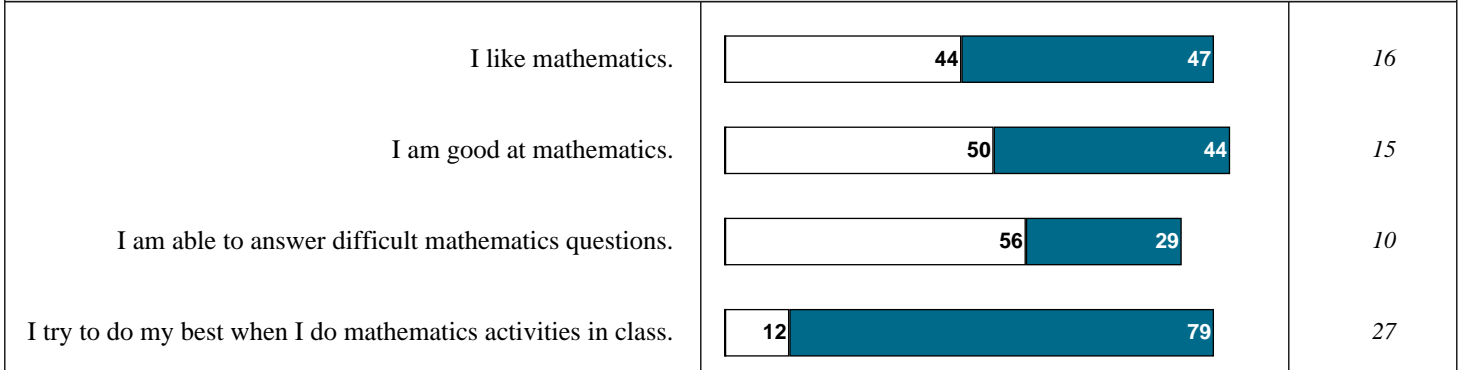 I like mathematics. 44 47 16
I am good at mathematics. 50 44 15
I am able to answer difficult mathematics questions. 56 29 10
I try to do my best when I do mathematics activities in class. 12 79 27